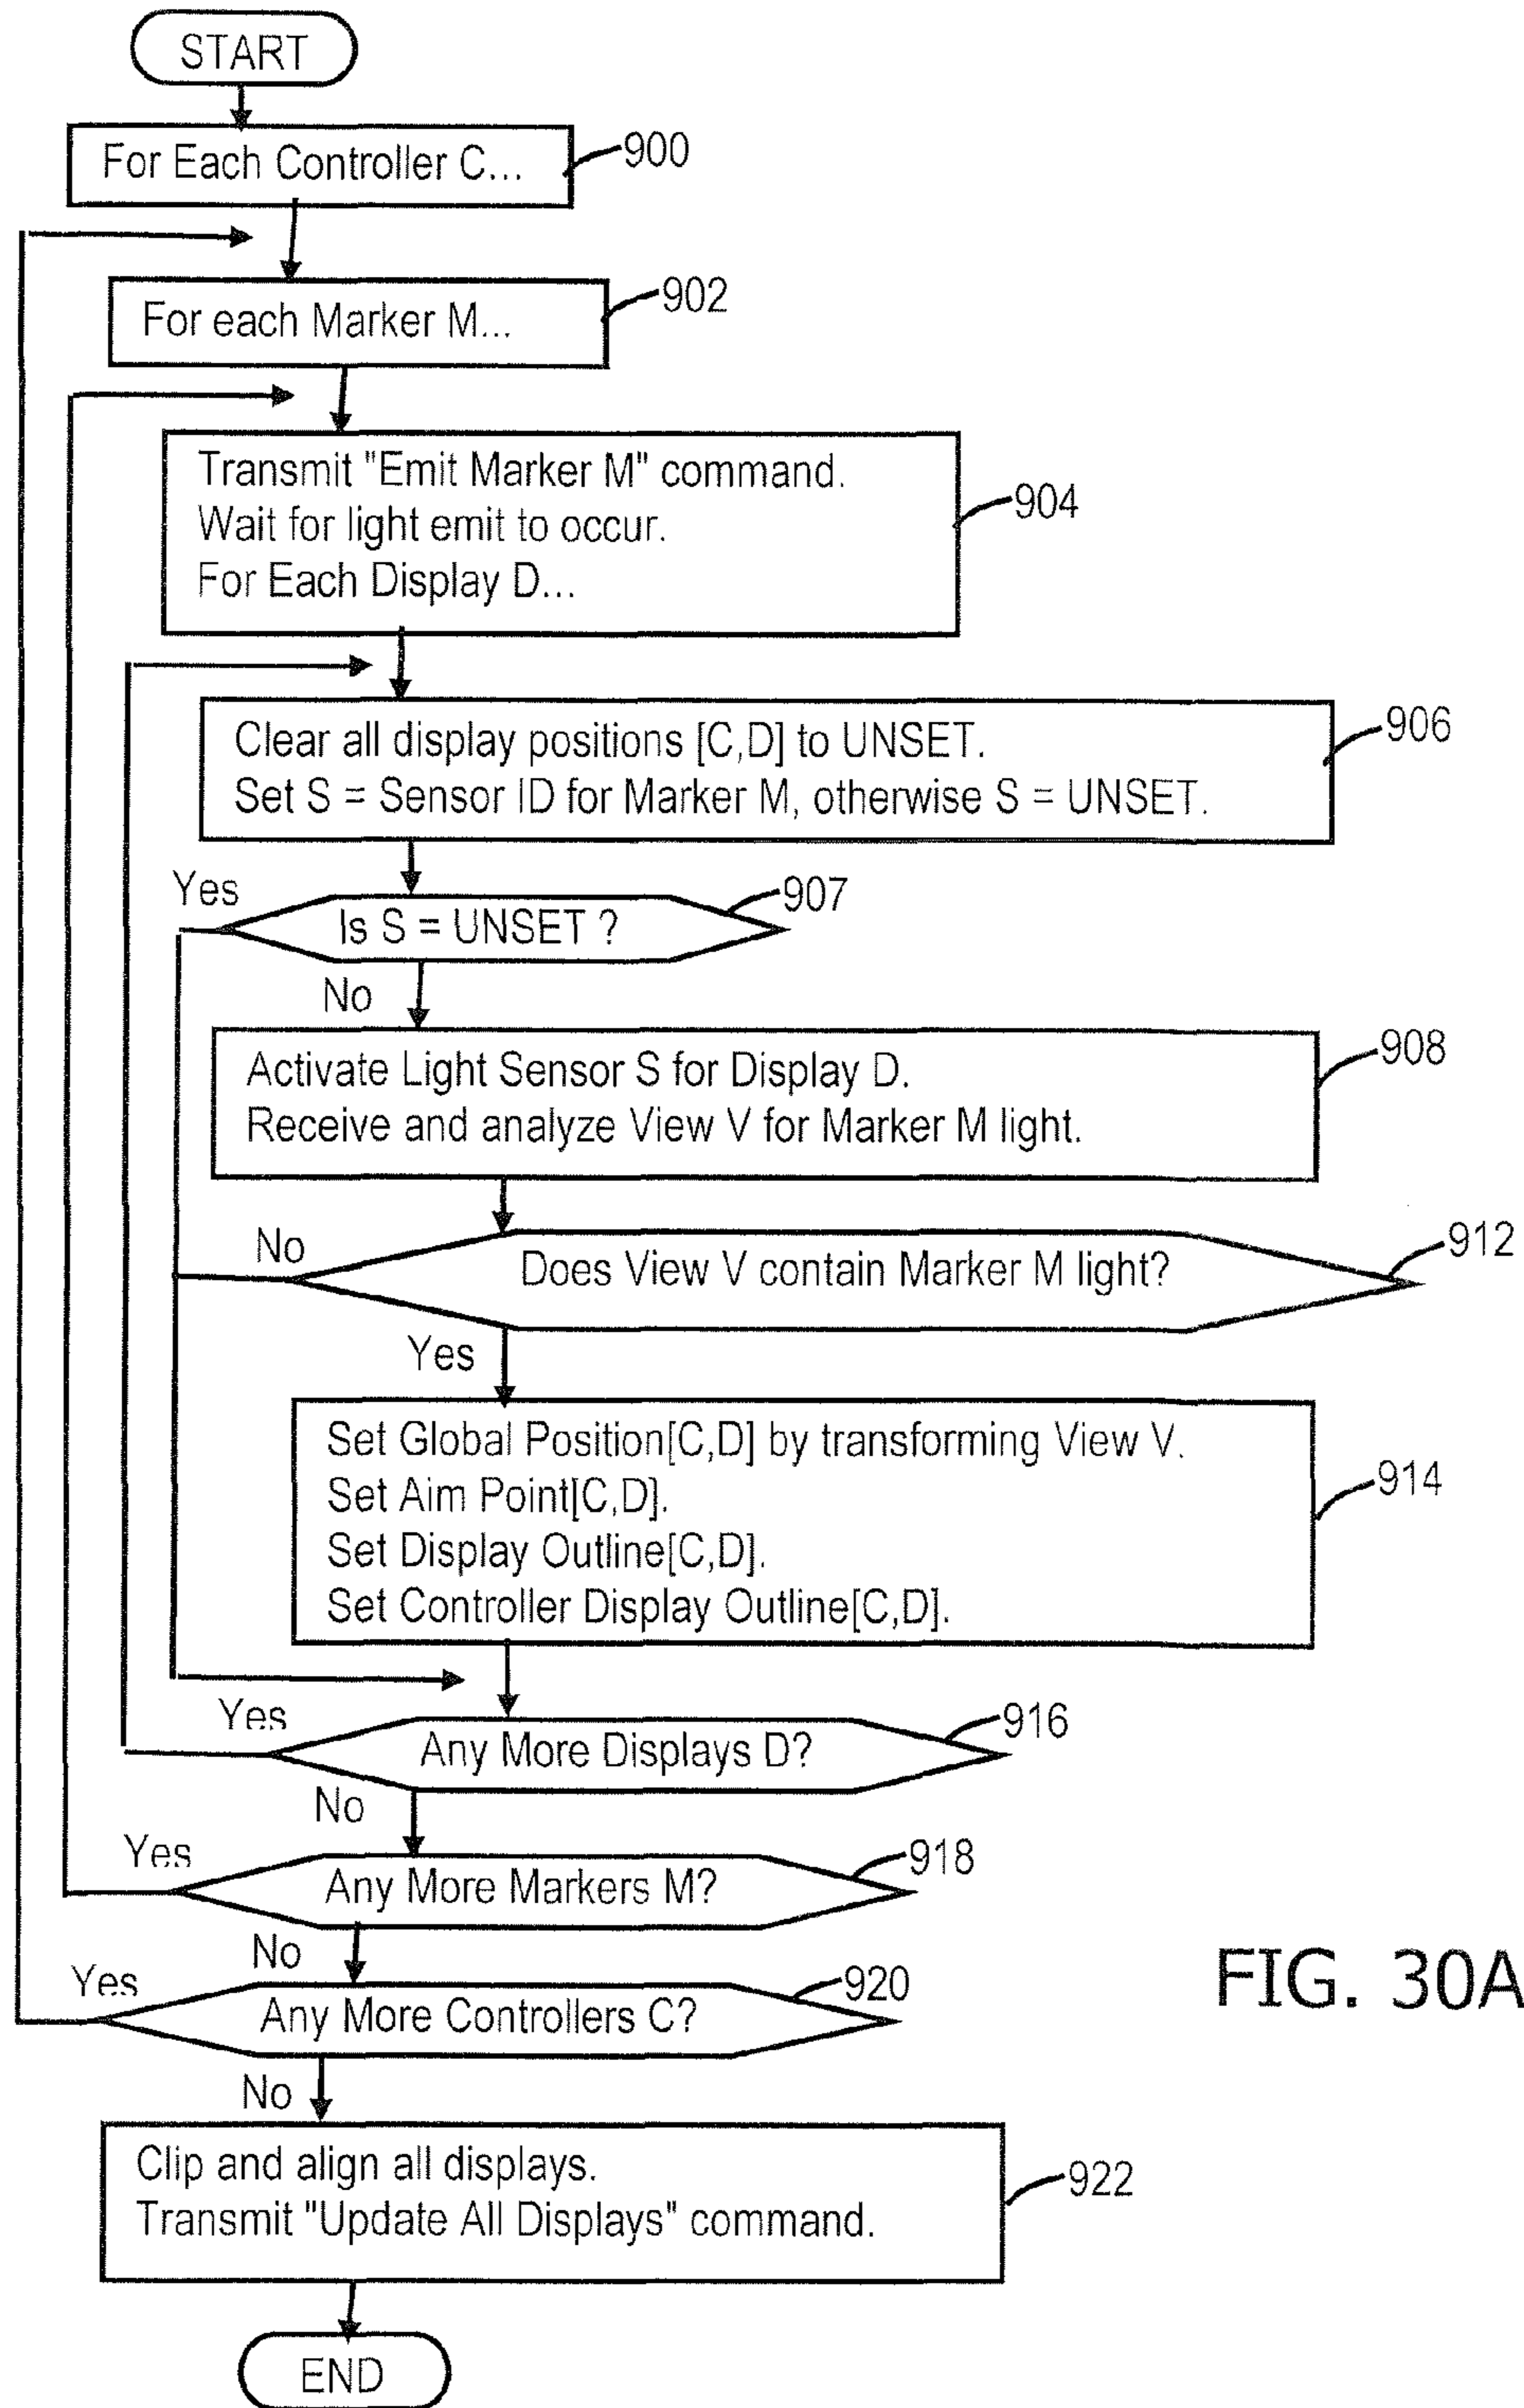 START
For Each Controller C...
900
For each Marker M...
902
Transmit "Emit Marker M" command.
Wait for light emit to occur.
For Each Display D...
904
Clear all display positions [C,D] to UNSET.
Set S = Sensor ID for Marker M, otherwise S = UNSET.
906
Yes
Is S = UNSET ?
907
No
Activate Light Sensor S for Display D.
Receive and analyze View V for Marker M light.
908
No
Does View V contain Marker M light?
912
Yes
Set Global Position[C,D] by transforming View V.
Set Aim Point[C,D].
Set Display Outline[C,D].
Set Controller Display Outline[C,D].
914
Yes
Any More Displays D?
916
No
Yes
Any More Markers M?
918
No
Yes
Any More Controllers C?
920
No
FIG. 30A
Clip and align all displays.
Transmit "Update All Displays" command.
922
END